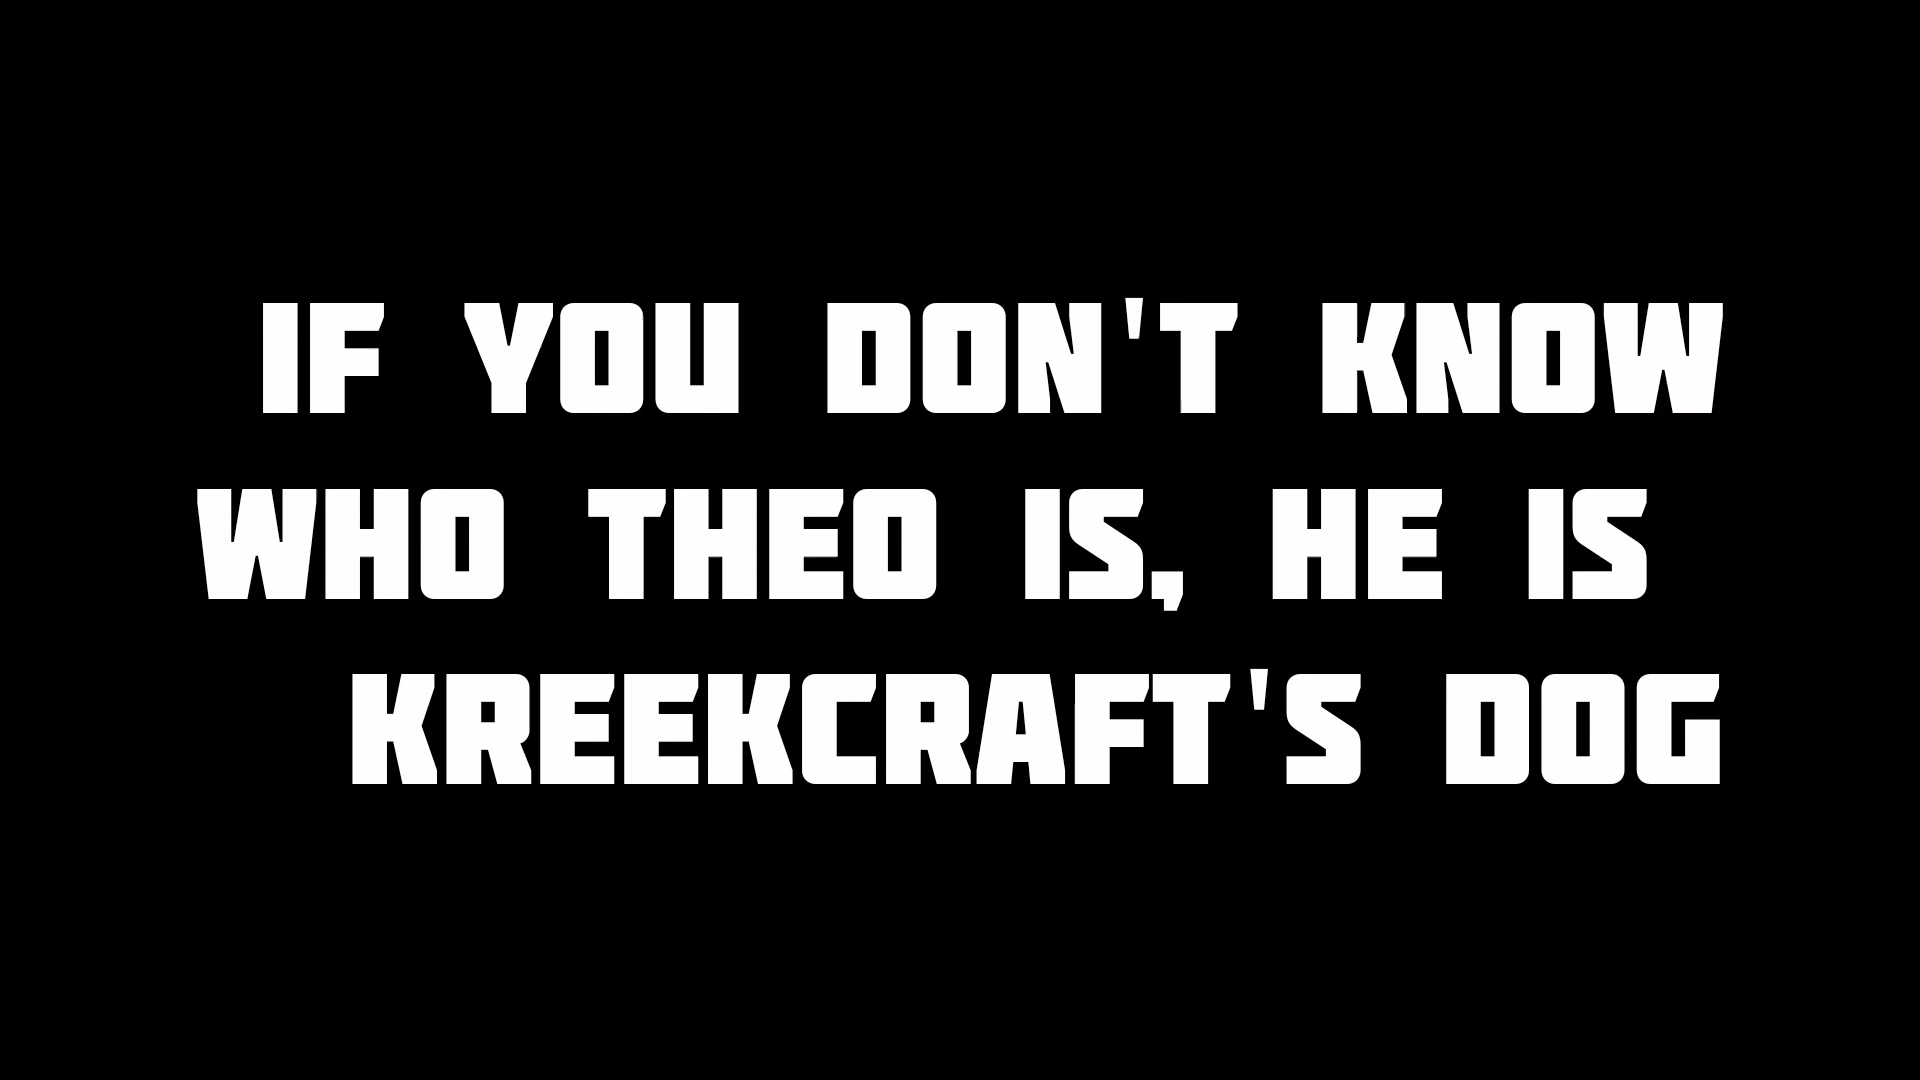 IF YOU DON'T KNOW
WHO THEO IS, HE IS
KREEKCRAFT'S DOG